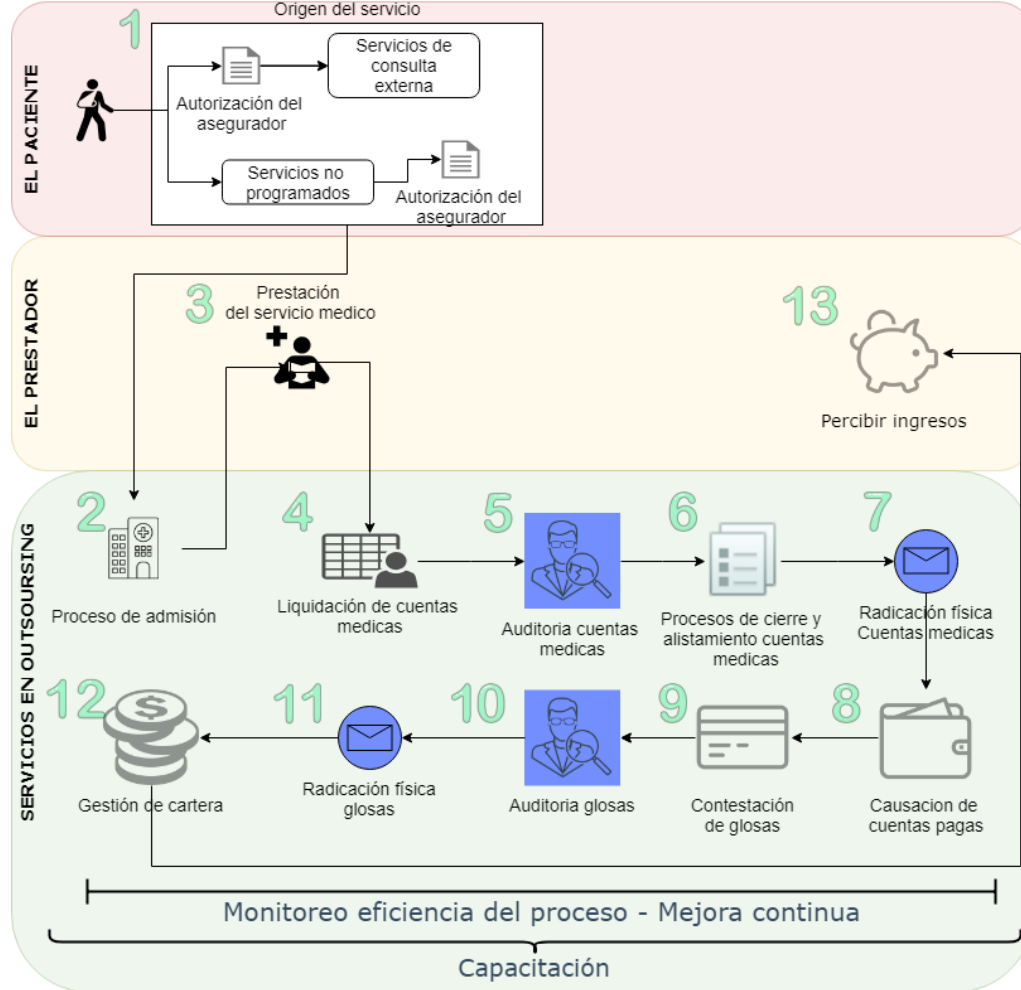 Origen del servicio
1
EL PACIENTE
Servicios de
consulta
externa
Autorización del
asegurador
Servicios no
programados
Autorización del
asegurador
EL PRESTADOR
3
Prestación
del servicio medico
13
Percibir ingresos
SERVICIOS EN OUTSOURSING
2
Proceso de admisión
4
Liquidación de cuentas
medicas
5
Auditoria cuentas
medicas
6
Procesos de cierre y
alistamiento cuentas
medicas
7
Radicación física
Cuentas medicas
8
Causacion de
cuentas pagas
9
Contestación
de glosas
10
Auditoria glosas
11
Radicación física
glosas
12
Gestión de cartera
Monitoreo eficiencia del proceso - Mejora continua
Capacitación